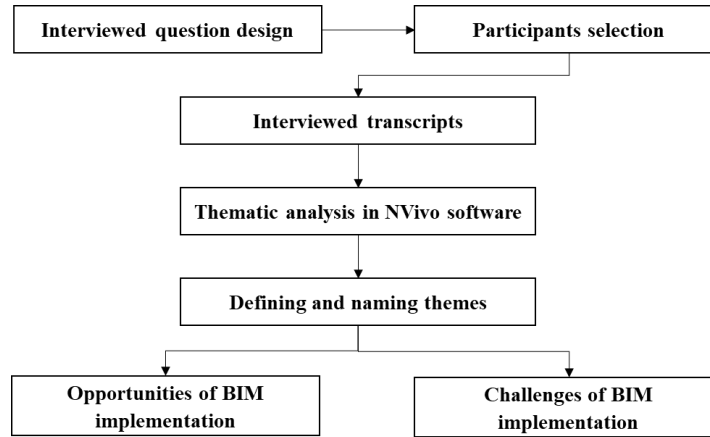 Interviewed question design
Participants selection
Interviewed transcripts
Thematic analysis in NVivo software
Defining and naming themes
Opportunities of BIM
implementation
Challenges of BIM
implementation